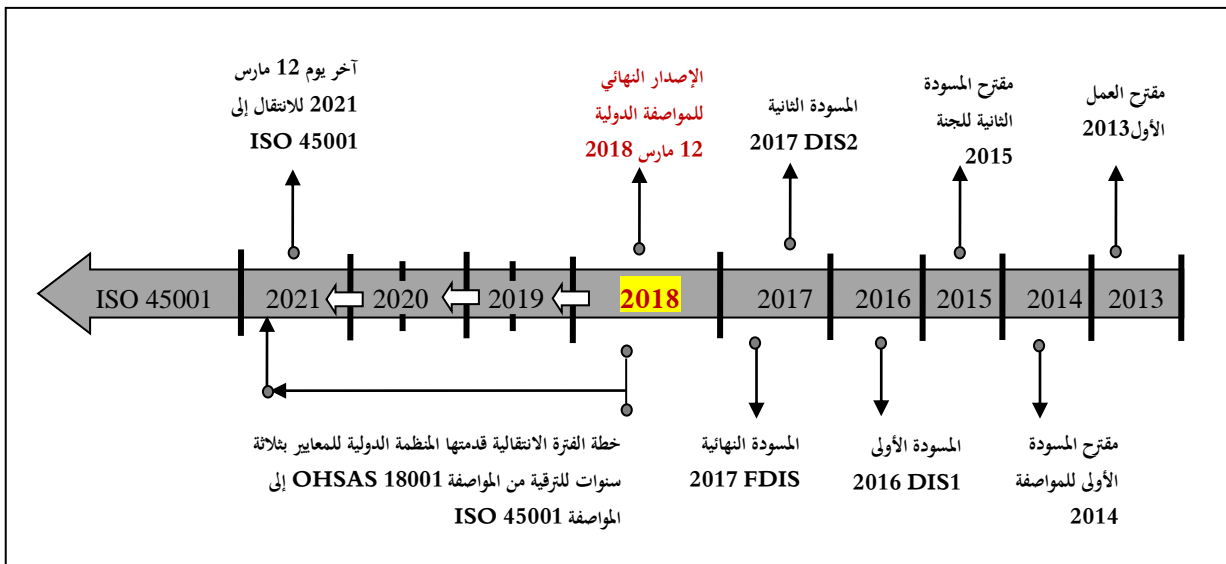 مقترح العمل
الأول2013
مقترح المسودة
الثانية للجنة
2015
المسودة الثانية
2017 DIS2
الإصدار النهائي
للمواصفة الدولية
12 مارس 2018
آخر يوم 12 مارس
2021 للانتقال إلى
ISO 45001
2013
2014
2015
2016
2017
2018
2019
2020
2021
ISO 45001
مقترح المسودة
الأولى للمواصفة
2014
المسودة الأولى
2016 DIS1
المسودة النهائية
2017 FDIS
خطة الفترة الانتقالية قدمتها المنظمة الدولية للمعايير بثلاثة
سنوات للترقية من المواصفة OHSAS 18001 إلى
المواصفة ISO 45001